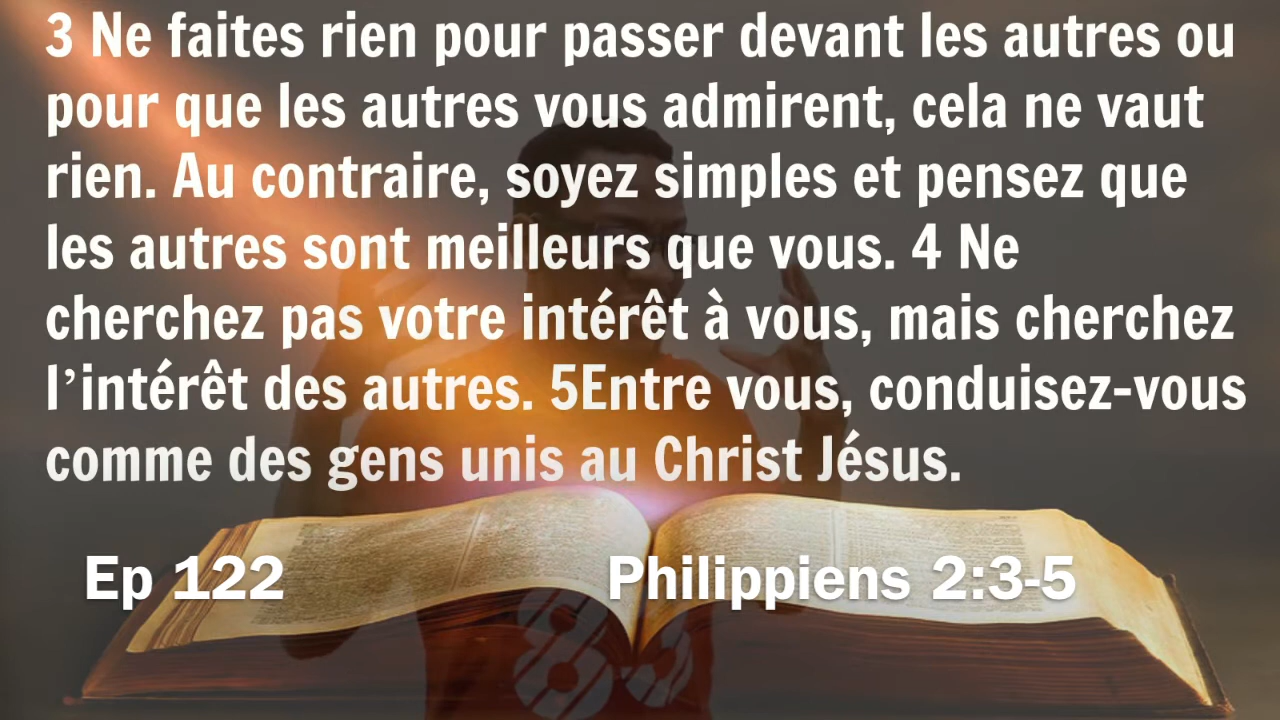 3 Ne faites rien pour passer devant les autres ou
pour que les autres vous admirent, cela ne vaut
rien. Au contraire, soyez simples et pensez que
les autres sont meilleurs que vous. 4 Ne
cherchez pas votre intérêt à vous, mais cherchez
l’intérêt des autres. 5Entre vous, conduisez-vous
comme des gens unis au Christ Jésus.
Ep 122
Philippiens 2:3-5